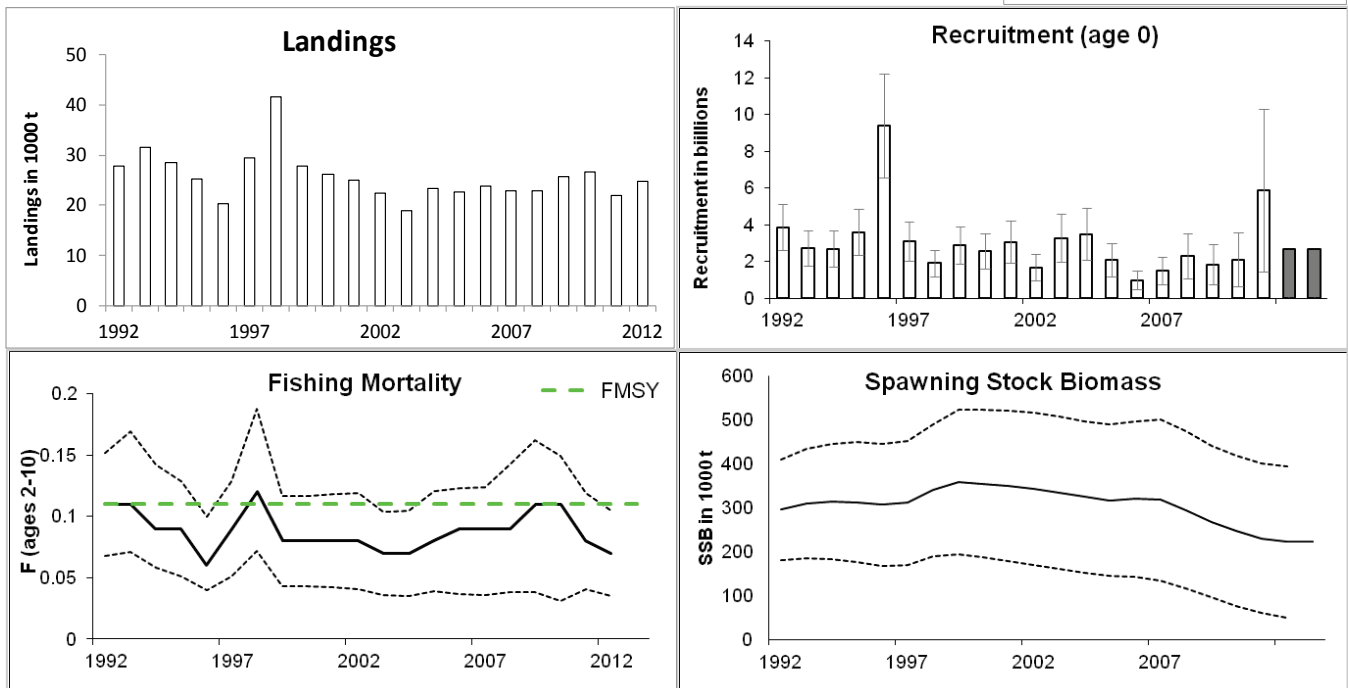 Landings
Landings in 1000 t
50
40
30
20
10
0
1992 1997 2002 2007 2012
Recruitment (age 0)
Recruitment in biillions
14
12
10
8
6
4
2
0
1992 1997 2002 2007
Fishing Mortality
FMSY
F (ages 2-10)
0.2
0.15
0.1
0.05
0
1992 1997 2002 2007 2012
Spawning Stock Biomass
SSB in 1000 t
600
500
400
300
200
100
0
1992 1997 2002 2007